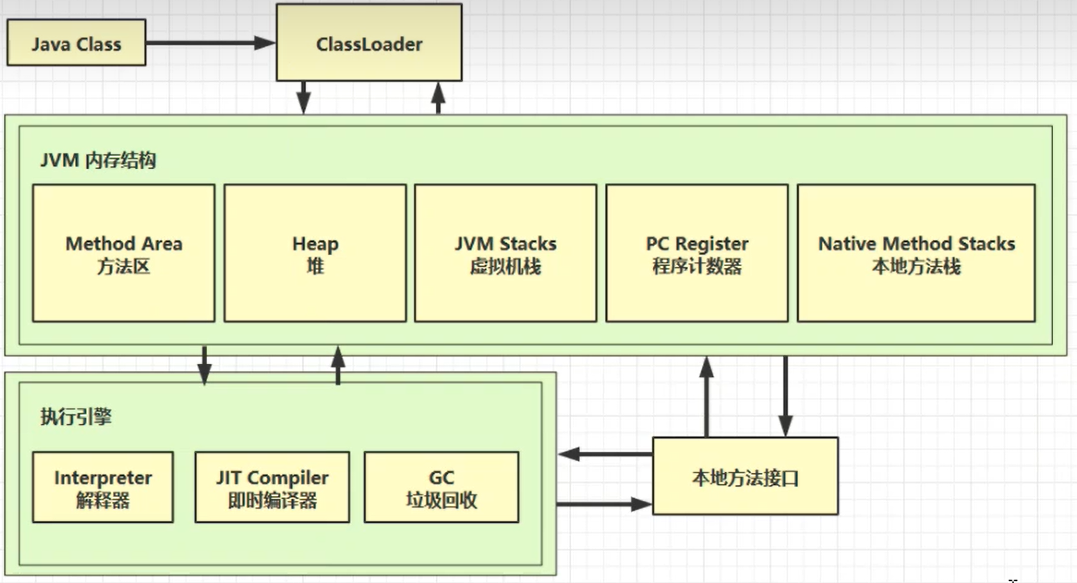 Java Class
ClassLoader
JVM 内存结构
Method Area
方法区
Heap
堆
JVM Stacks
虚拟机栈
PC Register
程序计数器
Native Method Stacks
本地方法栈
执行引擎
Interpreter
解释器
JIT Compiler
即时编译器
GC
垃圾回收
本地方法接口